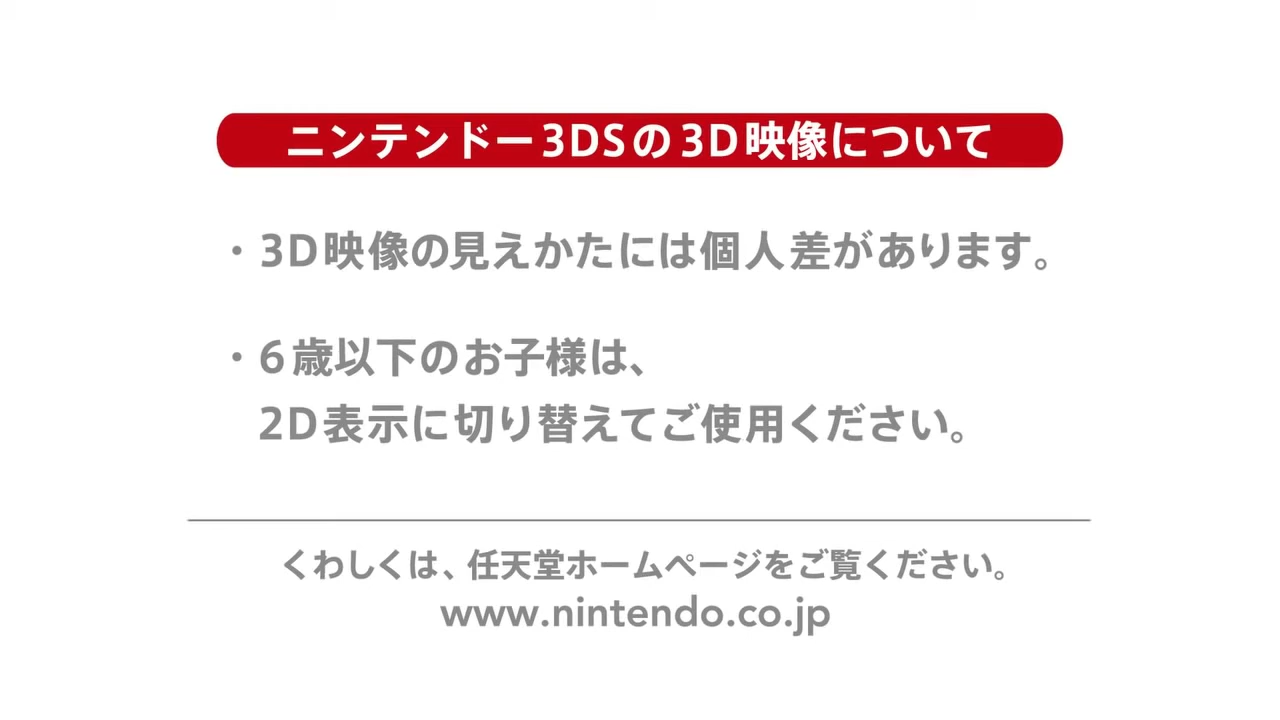 ニンテンドー3DSの3D映像について
・3D映像の見えかたには個人差があります。
・6歳以下のお子様は、
2D表示に切り替えてご使用ください。
くわしくは、任天堂ホームページをご覧ください。
www.nintendo.co.jp